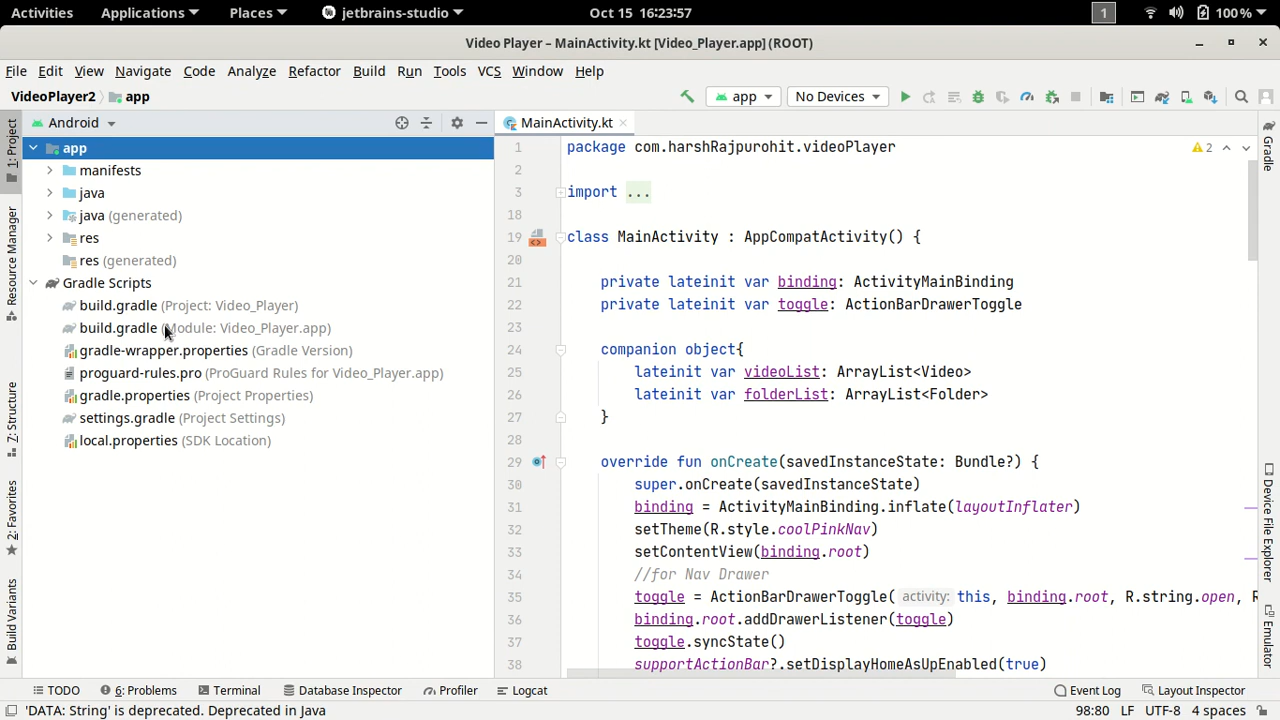 Activities Applications Places jetbrains-studio Oct 15 16:23:57 1 100%
Video Player – MainActivity.kt [Video_Player.app] (ROOT)
File Edit View Navigate Code Analyze Refactor Build Run Tools VCS Window Help
VideoPlayer2 app app No Devices
1: Project
Resource Manager
Z: Structure
2: Favorites
Build Variants
Android
app
manifests
java
java (generated)
res
res (generated)
Gradle Scripts
build.gradle (Project: Video_Player)
build.gradle (Module: Video_Player.app)
gradle-wrapper.properties (Gradle Version)
proguard-rules.pro (ProGuard Rules for Video_Player.app)
gradle.properties (Project Properties)
settings.gradle (Project Settings)
local.properties (SDK Location)
MainActivity.kt
2
1 package com.harshRajpurohit.videoPlayer
2
3 import ...
18
19 class MainActivity : AppCompatActivity() {
20
21 private lateinit var binding: ActivityMainBinding
22 private lateinit var toggle: ActionBarDrawerToggle
23
24 companion object{
25 lateinit var videoList: ArrayList<Video>
26 lateinit var folderList: ArrayList<Folder>
27 }
28
29 override fun onCreate(savedInstanceState: Bundle?) {
30 super.onCreate(savedInstanceState)
31 binding = ActivityMainBinding.inflate(layoutInflater)
32 setTheme(R.style.coolPinkNav)
33 setContentView(binding.root)
34 //for Nav Drawer
35 toggle = ActionBarDrawerToggle( activity: this, binding.root, R.string.open, R
36 binding.root.addDrawerListener(toggle)
37 toggle.syncState()
38 supportActionBar?.setDisplayHomeAsUpEnabled(true)
Gradle
Device File Explorer
Emulator
TODO 6: Problems Terminal Database Inspector Profiler Logcat Event Log Layout Inspector
'DATA: String' is deprecated. Deprecated in Java 98:80 LF UTF-8 4 spaces